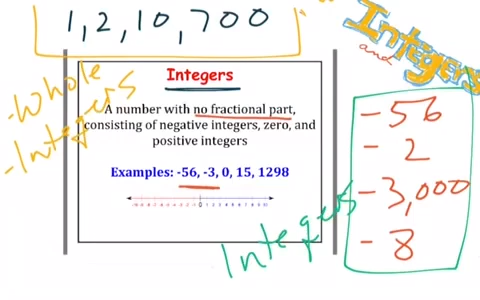 1, 2, 10, 700
Integers
and
-Whole
-Integers
Integers
A number with no fractional part,
consisting of negative integers, zero, and
positive integers
Examples: -56, -3, 0, 15, 1298
-56
-2
-3,000
-8
Integers